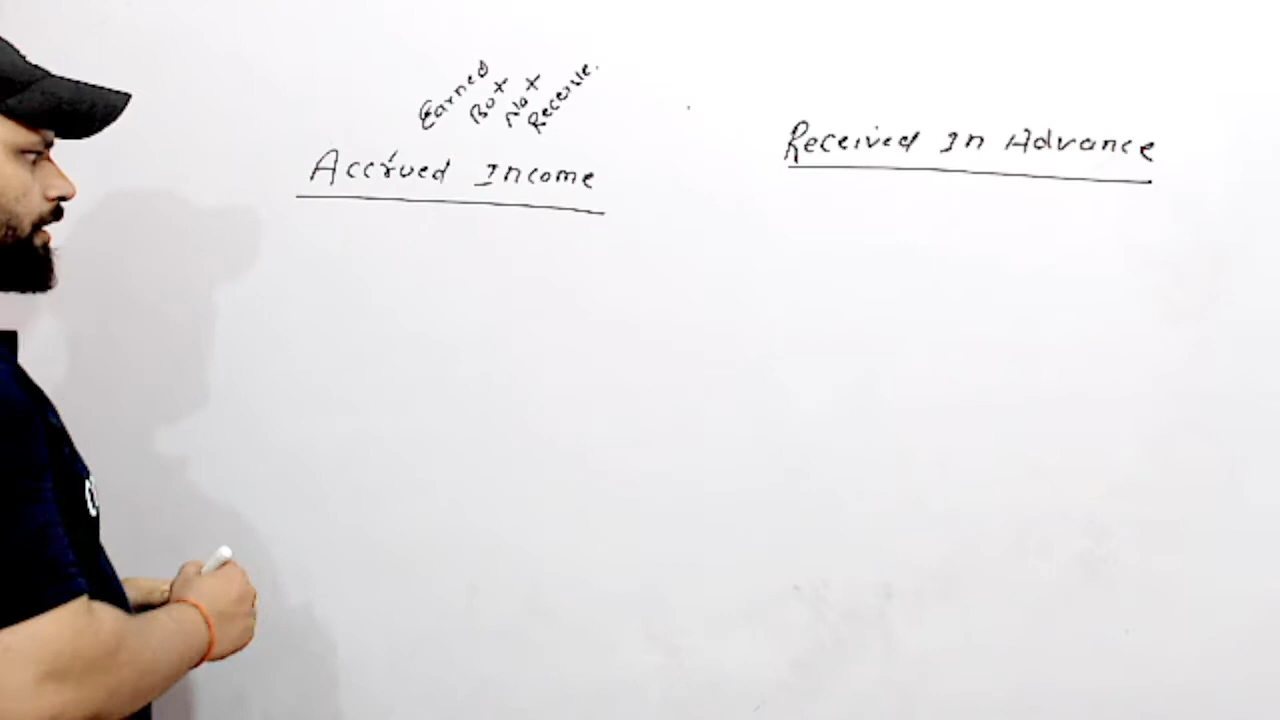 Earned
But
Not
Receive.
Accrued Income
Received In Advance